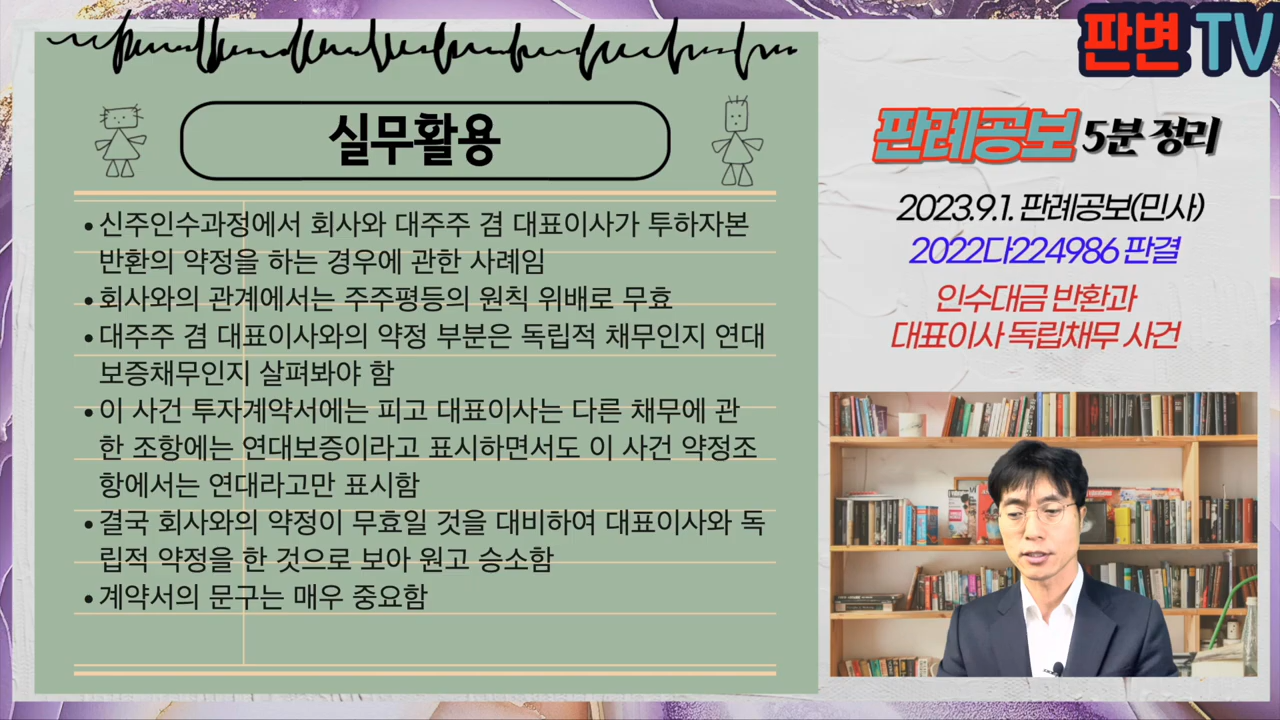 판변 TV
실무활용
• 신주인수과정에서 회사와 대주주 겸 대표이사가 투하자본
반환의 약정을 하는 경우에 관한 사례임
• 회사와의 관계에서는 주주평등의 원칙 위배로 무효
• 대주주 겸 대표이사와의 약정 부분은 독립적 채무인지 연대
보증채무인지 살펴봐야 함
• 이 사건 투자계약서에는 피고 대표이사는 다른 채무에 관
한 조항에는 연대보증이라고 표시하면서도 이 사건 약정조
항에서는 연대라고만 표시함
• 결국 회사와의 약정이 무효일 것을 대비하여 대표이사와 독
립적 약정을 한 것으로 보아 원고 승소함
• 계약서의 문구는 매우 중요함
판례공보 5분 정리
2023.9.1. 판례공보(민사)
2022다224986 판결
인수대금 반환과
대표이사 독립채무 사건